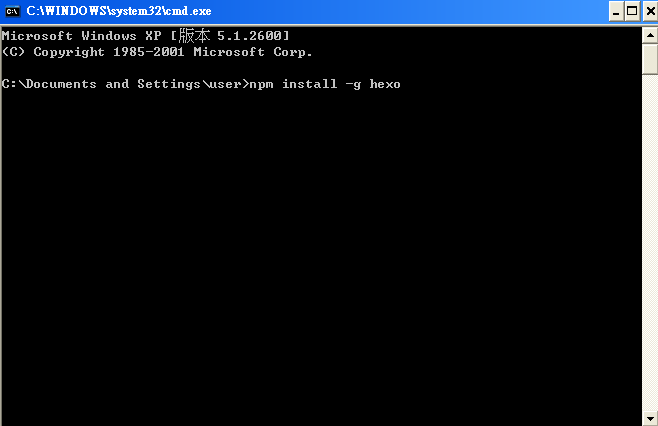 C:\WINDOWS\system32\cmd.exe
Microsoft Windows XP [版本 5.1.2600]
(C) Copyright 1985-2001 Microsoft Corp.
C:\Documents and Settings\user>npm install -g hexo